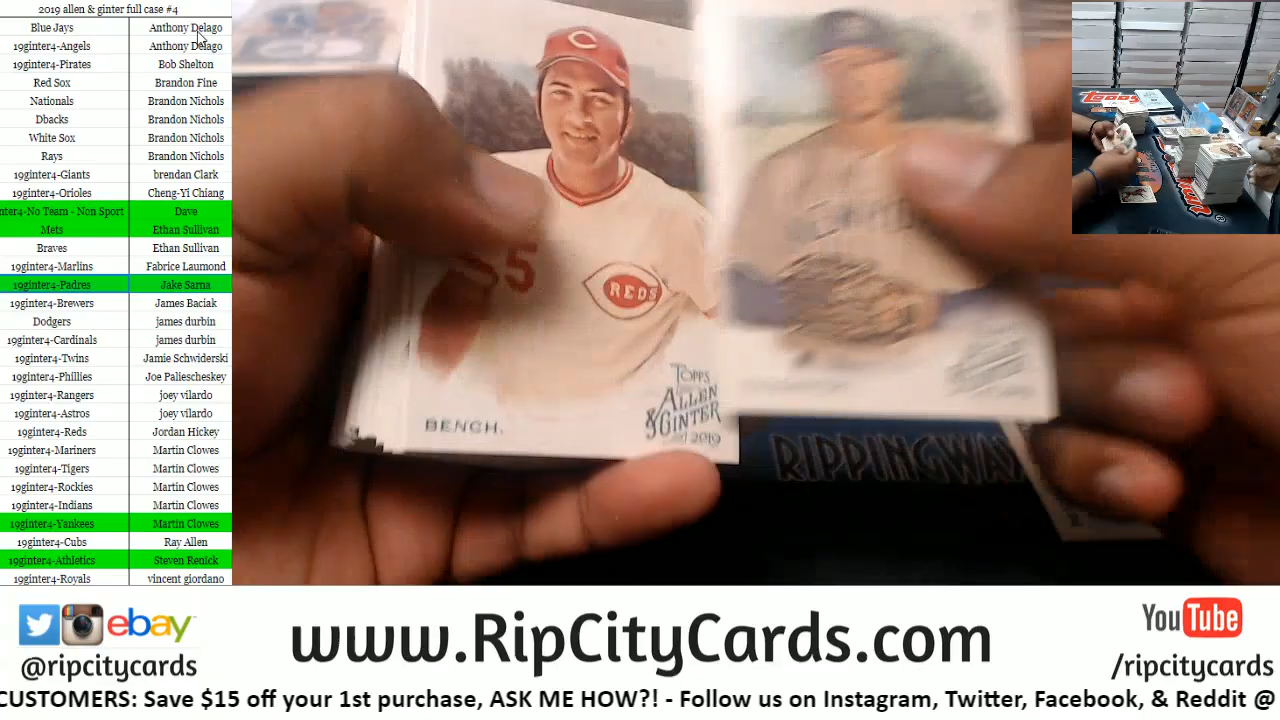 2019 allen & ginter full case #4
Blue Jays Anthony Delago
19ginter4-Angels Anthony Delago
19ginter4-Pirates Bob Shelton
Red Sox Brandon Fine
Nationals Brandon Nichols
Dbacks Brandon Nichols
White Sox Brandon Nichols
Rays Brandon Nichols
19ginter4-Giants brendan Clark
19ginter4-Orioles Cheng-Yi Chiang
nter4-No Team - Non Sport Dave
Mets Ethan Sullivan
Braves Ethan Sullivan
19ginter4-Marlins Fabrice Laumond
19ginter4-Padres Jake Sarna
19ginter4-Brewers James Baciak
Dodgers james durbin
19ginter4-Cardinals james durbin
19ginter4-Twins Jamie Schwiderski
19ginter4-Phillies Joe Paliescheskey
19ginter4-Rangers joey vilardo
19ginter4-Astros joey vilardo
19ginter4-Reds Jordan Hickey
19ginter4-Mariners Martin Clowes
19ginter4-Tigers Martin Clowes
19ginter4-Rockies Martin Clowes
19ginter4-Indians Martin Clowes
19ginter4-Yankees Martin Clowes
19ginter4-Cubs Ray Allen
19ginter4-Athletics Steven Renick
19ginter4-Royals vincent giordano
5
REDS
BENCH.
TOPPS
ALLEN
& GINTER
2019
RIPPINGWAX
Topps
ebay
@ripcitycards
www.RipCityCards.com
YouTube
/ripcitycards
CUSTOMERS: Save $15 off your 1st purchase, ASK ME HOW?! - Follow us on Instagram, Twitter, Facebook, & Reddit @